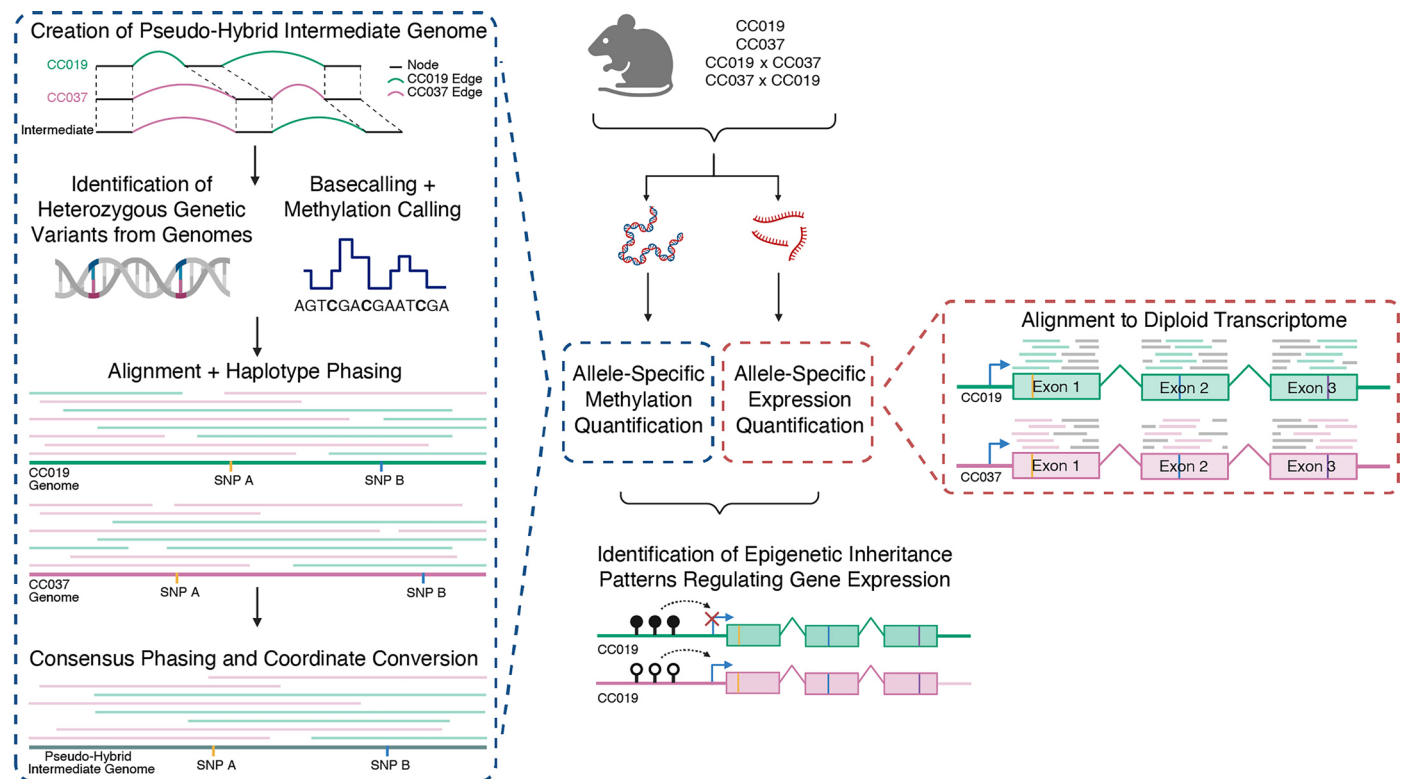 Creation of Pseudo-Hybrid Intermediate Genome
CC019
CC037
Intermediate
Node
CC019 Edge
CC037 Edge
Identification of
Heterozygous Genetic
Variants from Genomes
Basecalling +
Methylation Calling
AGTCGACGAATCGA
Alignment + Haplotype Phasing
CC019
Genome
SNP A
SNP B
CC037
Genome
SNP A
SNP B
Consensus Phasing and Coordinate Conversion
Pseudo-Hybrid
Intermediate Genome
SNP A
SNP B
CC019
CC037
CC019 x CC037
CC037 x CC019
Allele-Specific
Methylation
Quantification
Allele-Specific
Expression
Quantification
Alignment to Diploid Transcriptome
CC019
Exon 1
Exon 2
Exon 3
CC037
Exon 1
Exon 2
Exon 3
Identification of Epigenetic Inheritance
Patterns Regulating Gene Expression
CC019
CC019